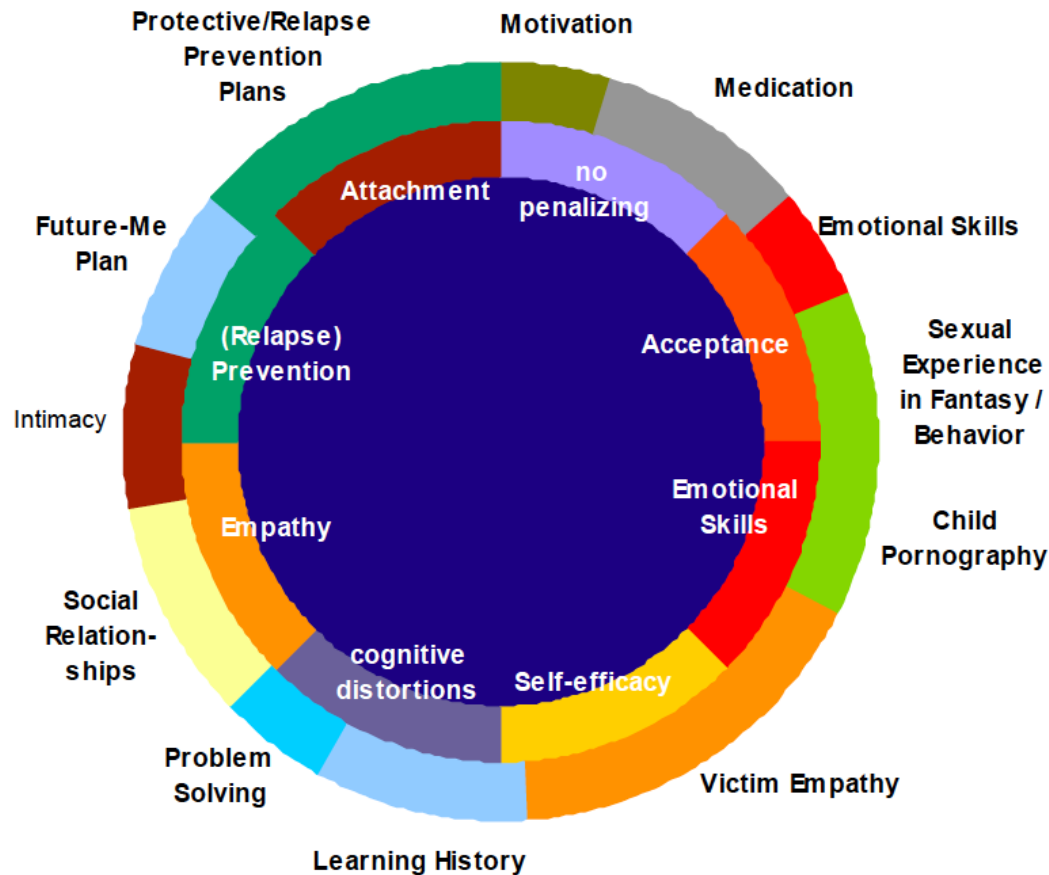 Protective/Relapse
Prevention
Plans
Motivation
Medication
Emotional Skills
Sexual
Experience
in Fantasy /
Behavior
Child
Pornography
Victim Empathy
Learning History
Problem
Solving
Social
Relation-
ships
Intimacy
Future-Me
Plan
Attachment
no
penalizing
Acceptance
Emotional
Skills
Self-efficacy
cognitive
distortions
Empathy
(Relapse)
Prevention